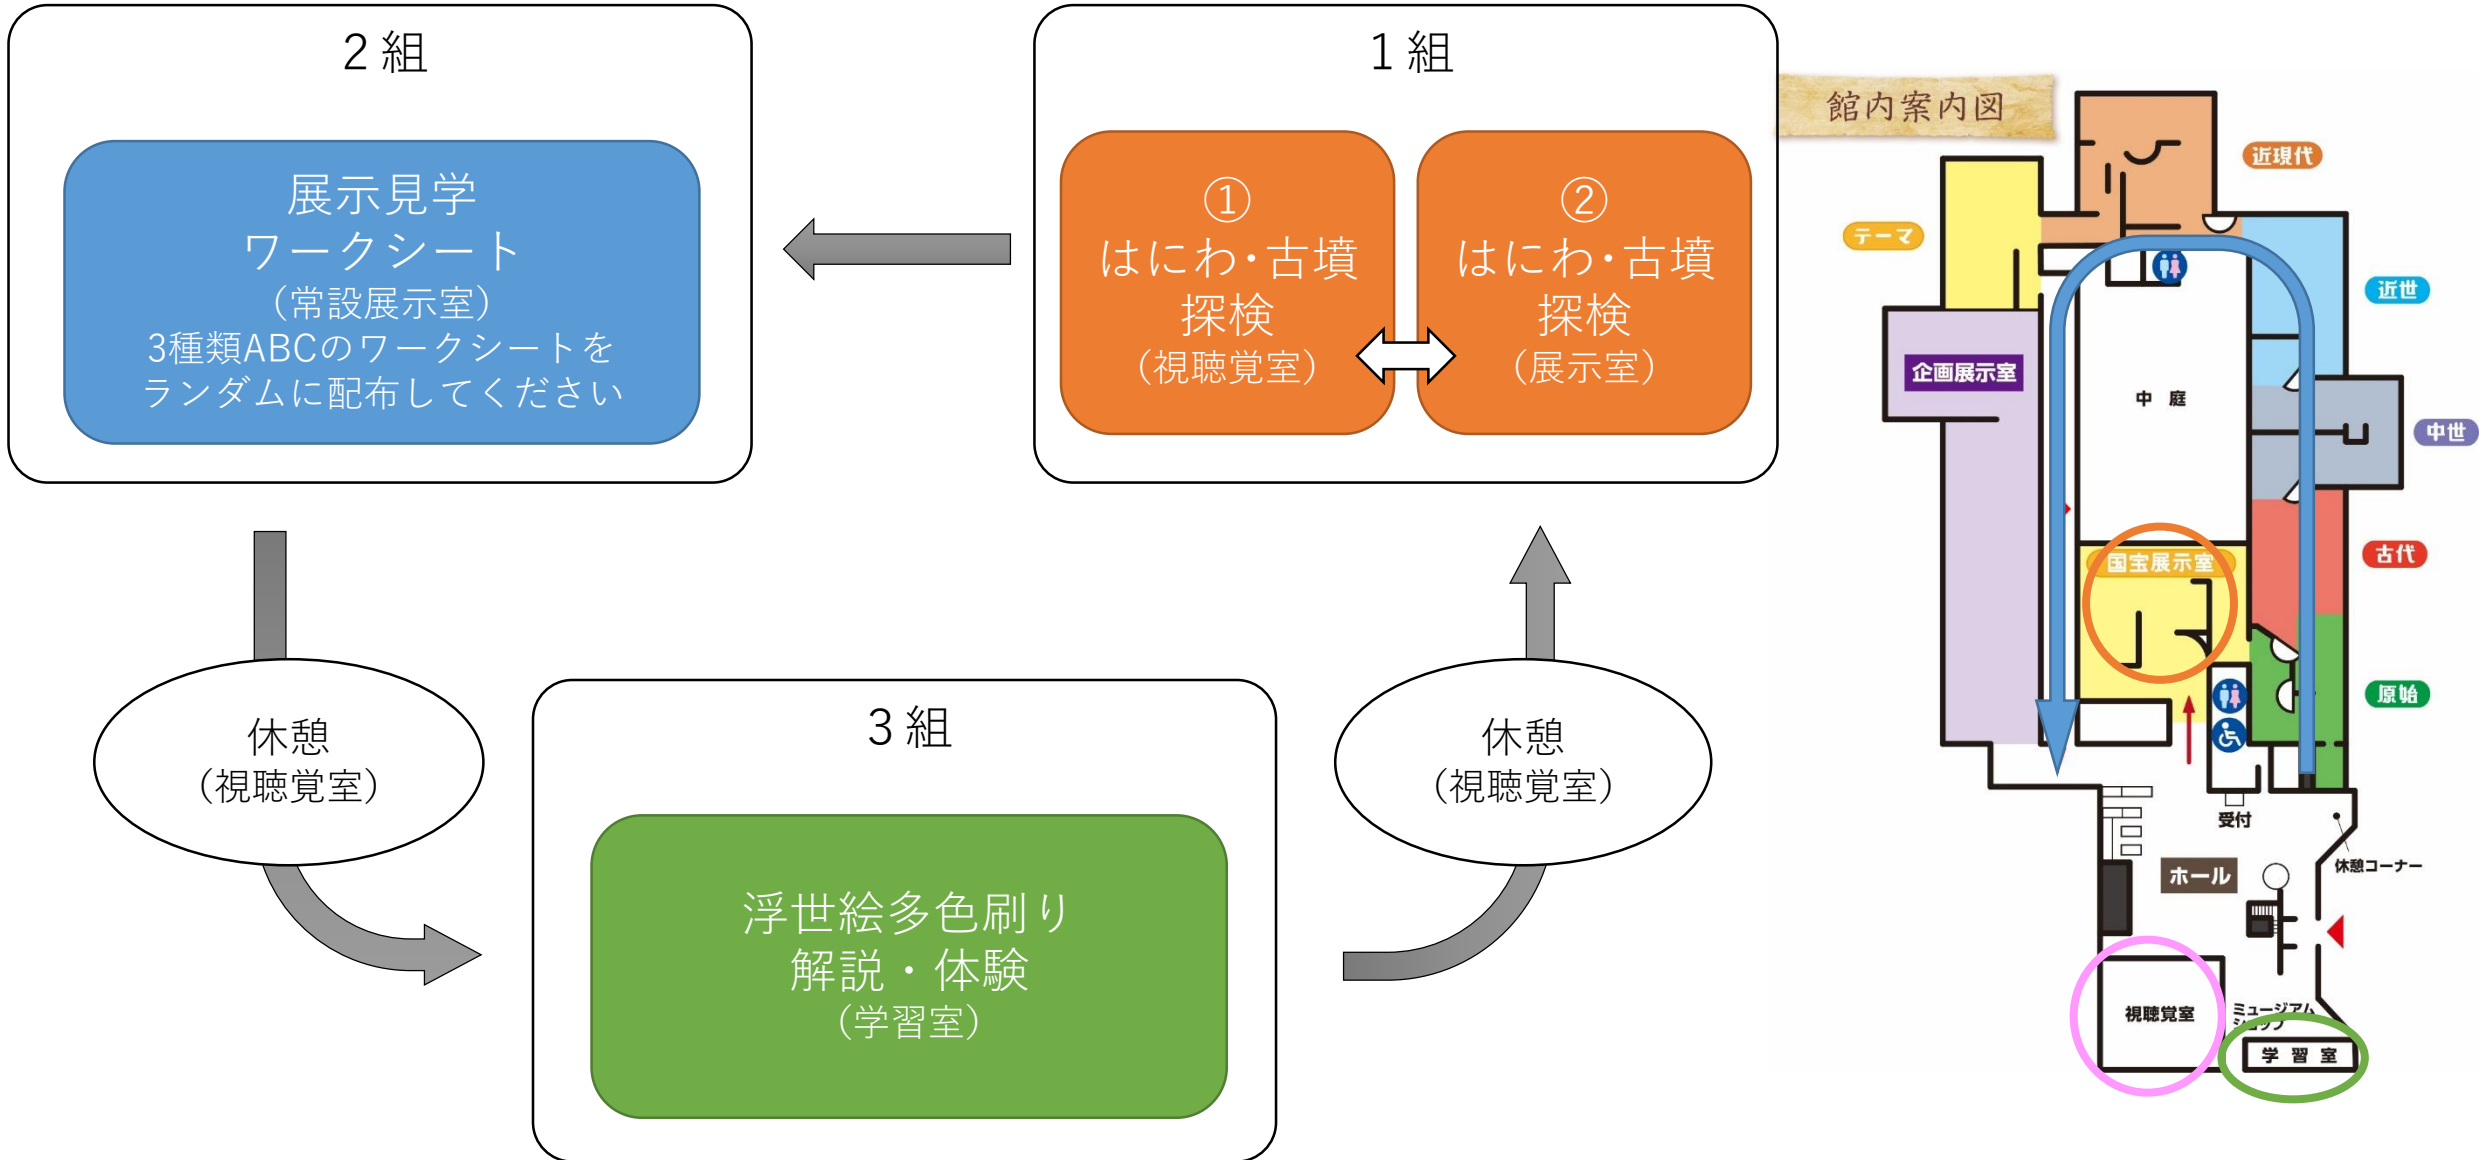 ２組
展示見学
ワークシート
（常設展示室）
3種類ABCのワークシートを
ランダムに配布してください
１組
①
はにわ・古墳
探検
（視聴覚室）
②
はにわ・古墳
探検
（展示室）
休憩
（視聴覚室）
３組
浮世絵多色刷り
解説・体験
（学習室）
休憩
（視聴覚室）
館内案内図
近現代
テーマ
近世
企画展示室
中庭
中世
国宝展示室
古代
原始
受付
休憩コーナー
ホール
視聴覚室
ミュージアム
ショップ
学習室